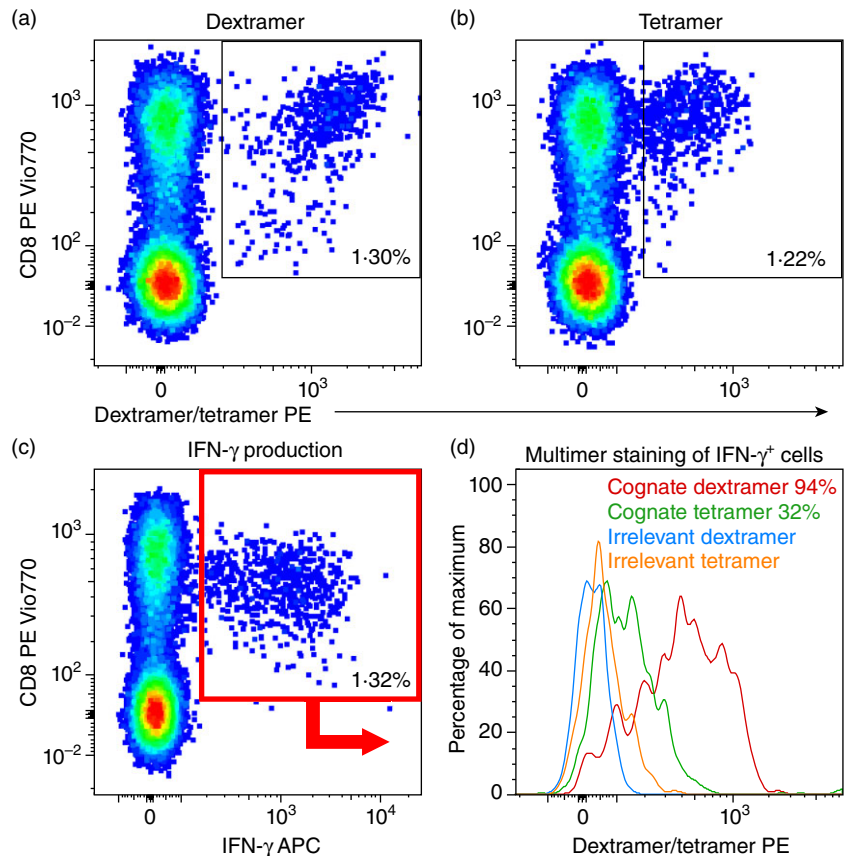 (a)
Dextramer
CD8 PE Vio770
10³
10²
10⁻²
1·30%
0
10³
(b)
Tetramer
10³
10²
10⁻²
1·22%
0
10³
Dextramer/tetramer PE
(c)
IFN-γ production
CD8 PE Vio770
10³
10²
10⁻²
1·32%
0
10³
10⁴
IFN-γ APC
(d)
Multimer staining of IFN-γ⁺ cells
Cognate dextramer 94%
Cognate tetramer 32%
Irrelevant dextramer
Irrelevant tetramer
Percentage of maximum
100
80
60
40
20
0
0
10³
Dextramer/tetramer PE